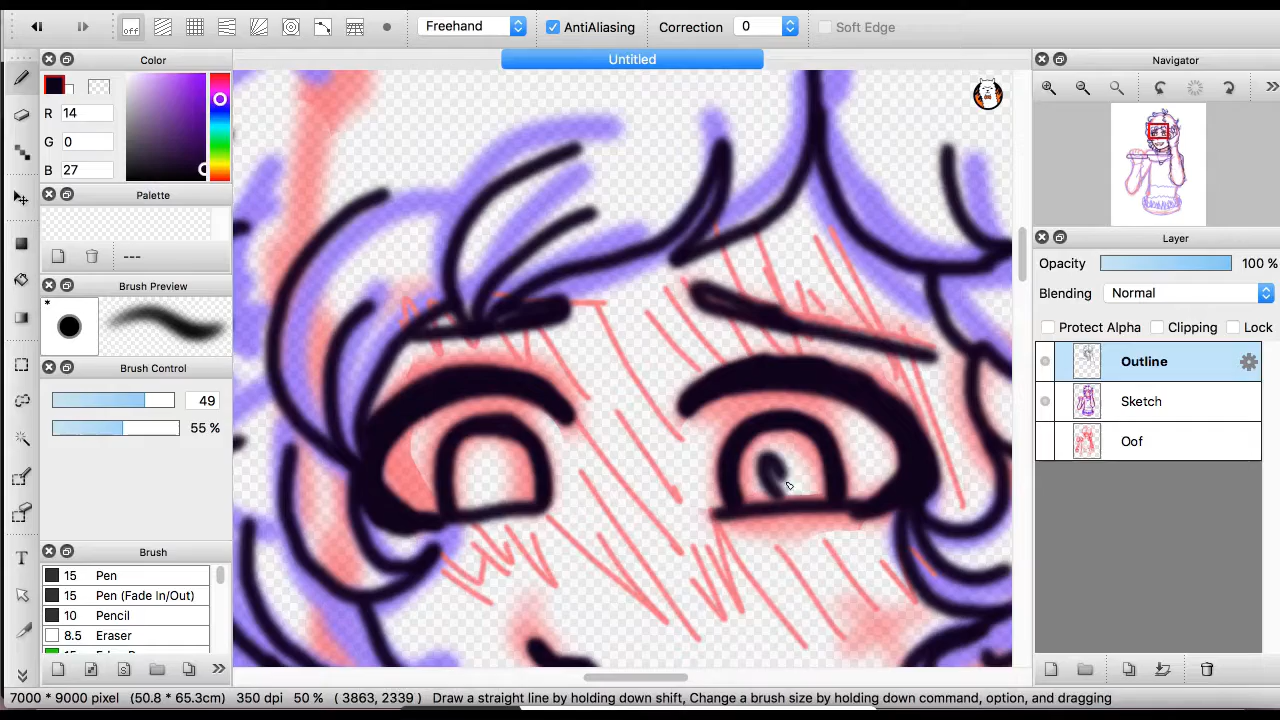 off
Freehand
AntiAliasing
Correction
0
Soft Edge
Untitled
Color
R
14
G
0
B
27
Palette
---
Brush Preview
*
Brush Control
49
55 %
Brush
15 Pen
15 Pen (Fade In/Out)
10 Pencil
8.5 Eraser
Navigator
Layer
Opacity
100 %
Blending
Normal
Protect Alpha
Clipping
Lock
Outline
Sketch
Oof
T
7000 * 9000 pixel (50.8 * 65.3cm) 350 dpi 50 % ( 3863, 2339 ) Draw a straight line by holding down shift, Change a brush size by holding down command, option, and dragging